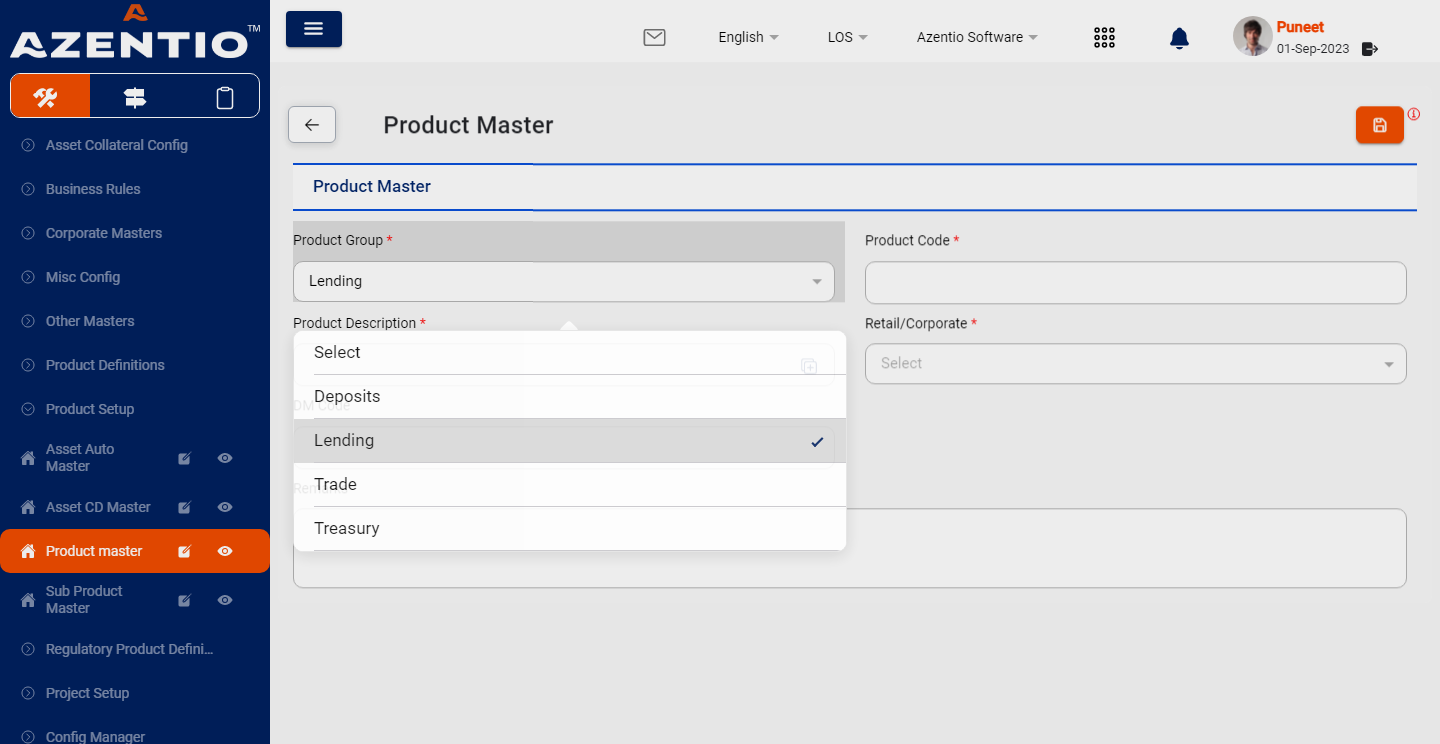 AZENTIO™
English
LOS
Azentio Software
Puneet
01-Sep-2023
Asset Collateral Config
Business Rules
Corporate Masters
Misc Config
Other Masters
Product Definitions
Product Setup
Asset Auto
Master
Asset CD Master
Product master
Sub Product
Master
Regulatory Product Defini...
Project Setup
Config Manager
Product Master
Product Master
Product Group *
Lending
Product Code *
Product Description *
Retail/Corporate *
Select
Select
Deposits
DM Code
Lending
Trade
Treasury